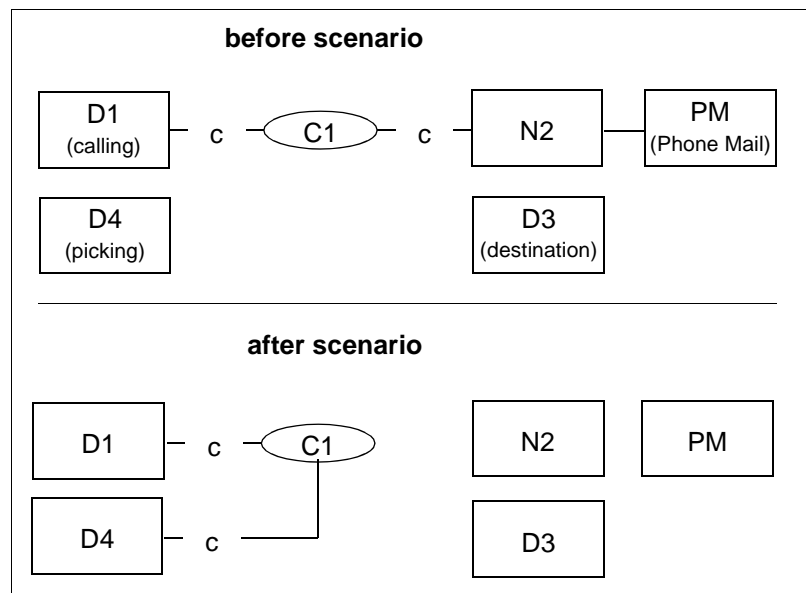 before scenario
D1
(calling)
c
C1
c
N2
PM
(Phone Mail)
D4
(picking)
D3
(destination)
after scenario
D1
c
C1
N2
PM
D4
c
D3